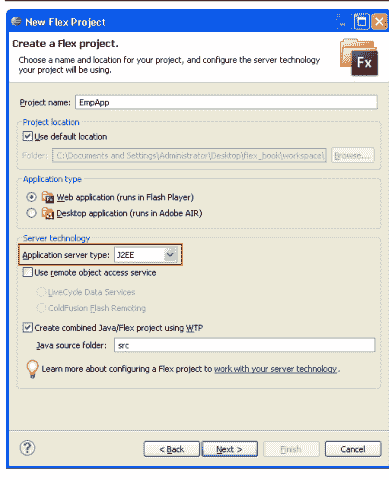 New Flex Project
Create a Flex project.
Choose a name and location for your project, and configure the server technology
your project will be using.
Fx
Project name: EmpApp
Project location
Use default location
Folder: C:\Documents and Settings\Administrator\Desktop\flex_book\workspace\ Browse...
Application type
Web application (runs in Flash Player)
Desktop application (runs in Adobe AIR)
Server technology
Application server type: J2EE
Use remote object access service
LiveCycle Data Services
ColdFusion Flash Remoting
Create combined Java/Flex project using WTP
Java source folder: src
Learn more about configuring a Flex project to work with your server technology.
? < Back Next > Finish Cancel